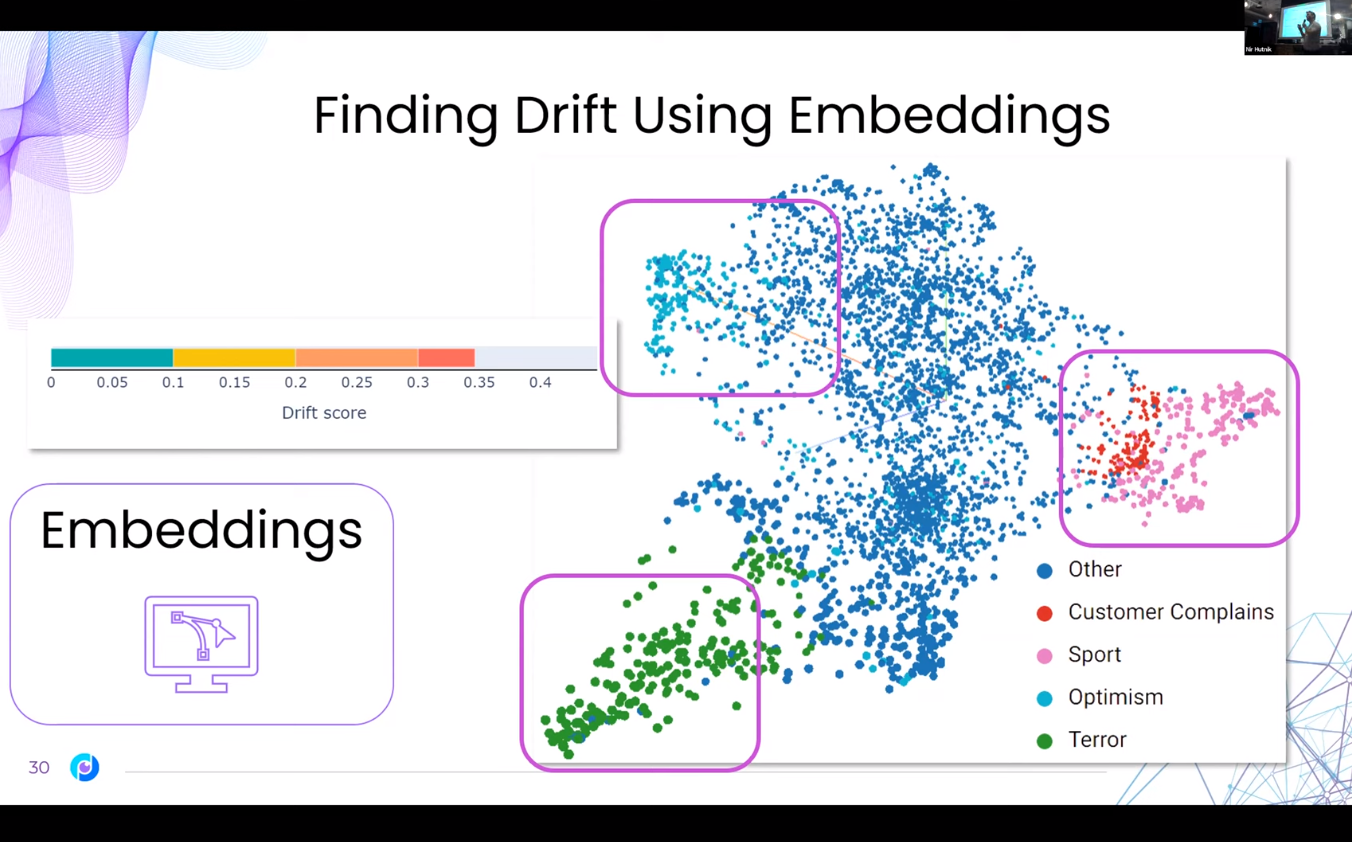 Nir Hutnik
Finding Drift Using Embeddings
0 0.05 0.1 0.15 0.2 0.25 0.3 0.35 0.4
Drift score
Embeddings
Other
Customer Complains
Sport
Optimism
Terror
30